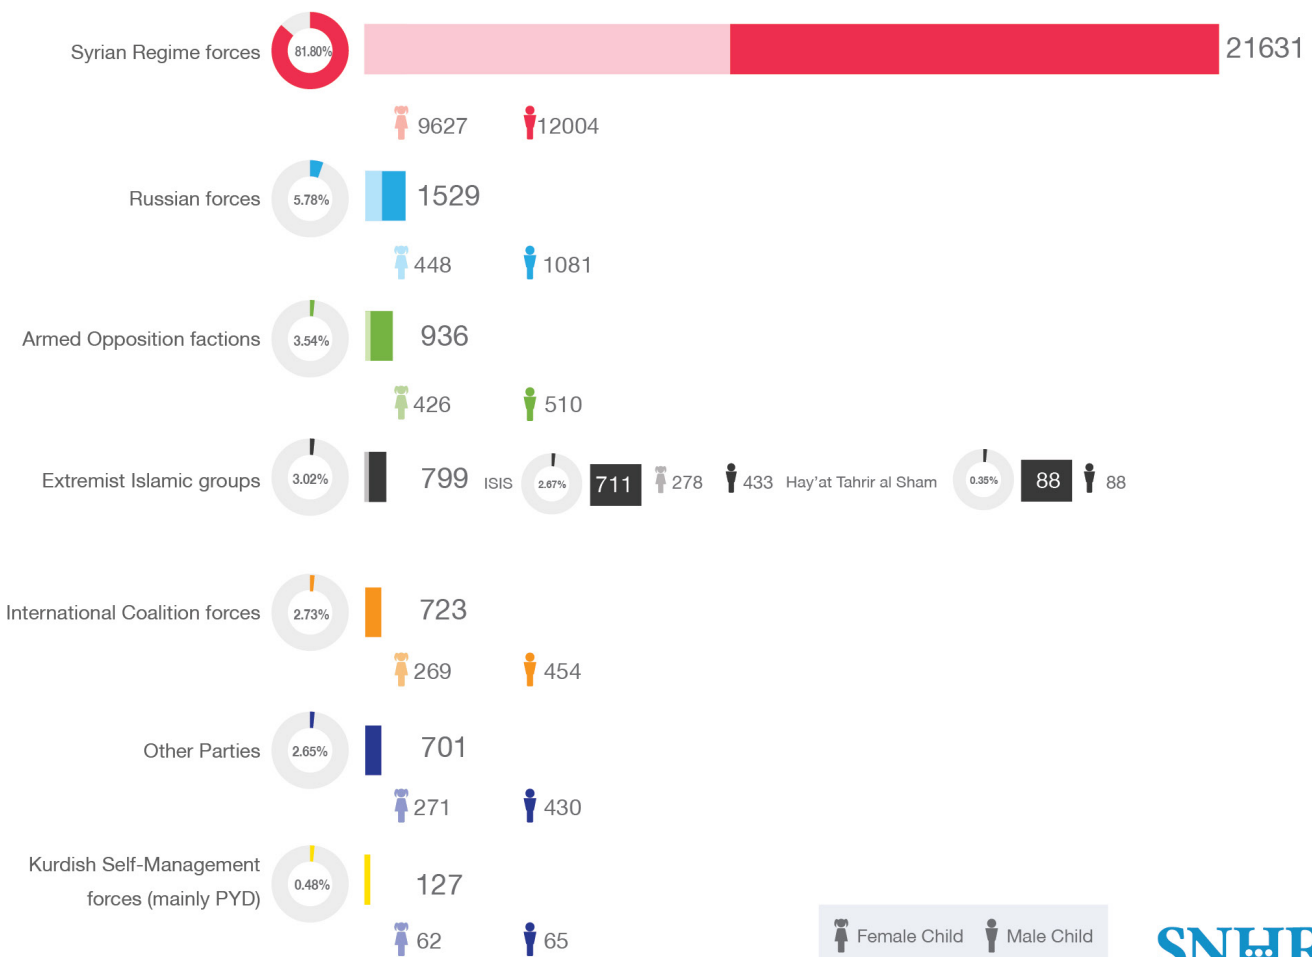 Syrian Regime forces 81.80% 21631
9627 12004
Russian forces 5.78% 1529
448 1081
Armed Opposition factions 3.54% 936
426 510
Extremist Islamic groups 3.02% 799 ISIS 2.67% 711 278 433 Hay'at Tahrir al Sham 0.35% 88 88
International Coalition forces 2.73% 723
269 454
Other Parties 2.65% 701
271 430
Kurdish Self-Management
forces (mainly PYD) 0.48% 127
62 65
Female Child Male Child
SNHR